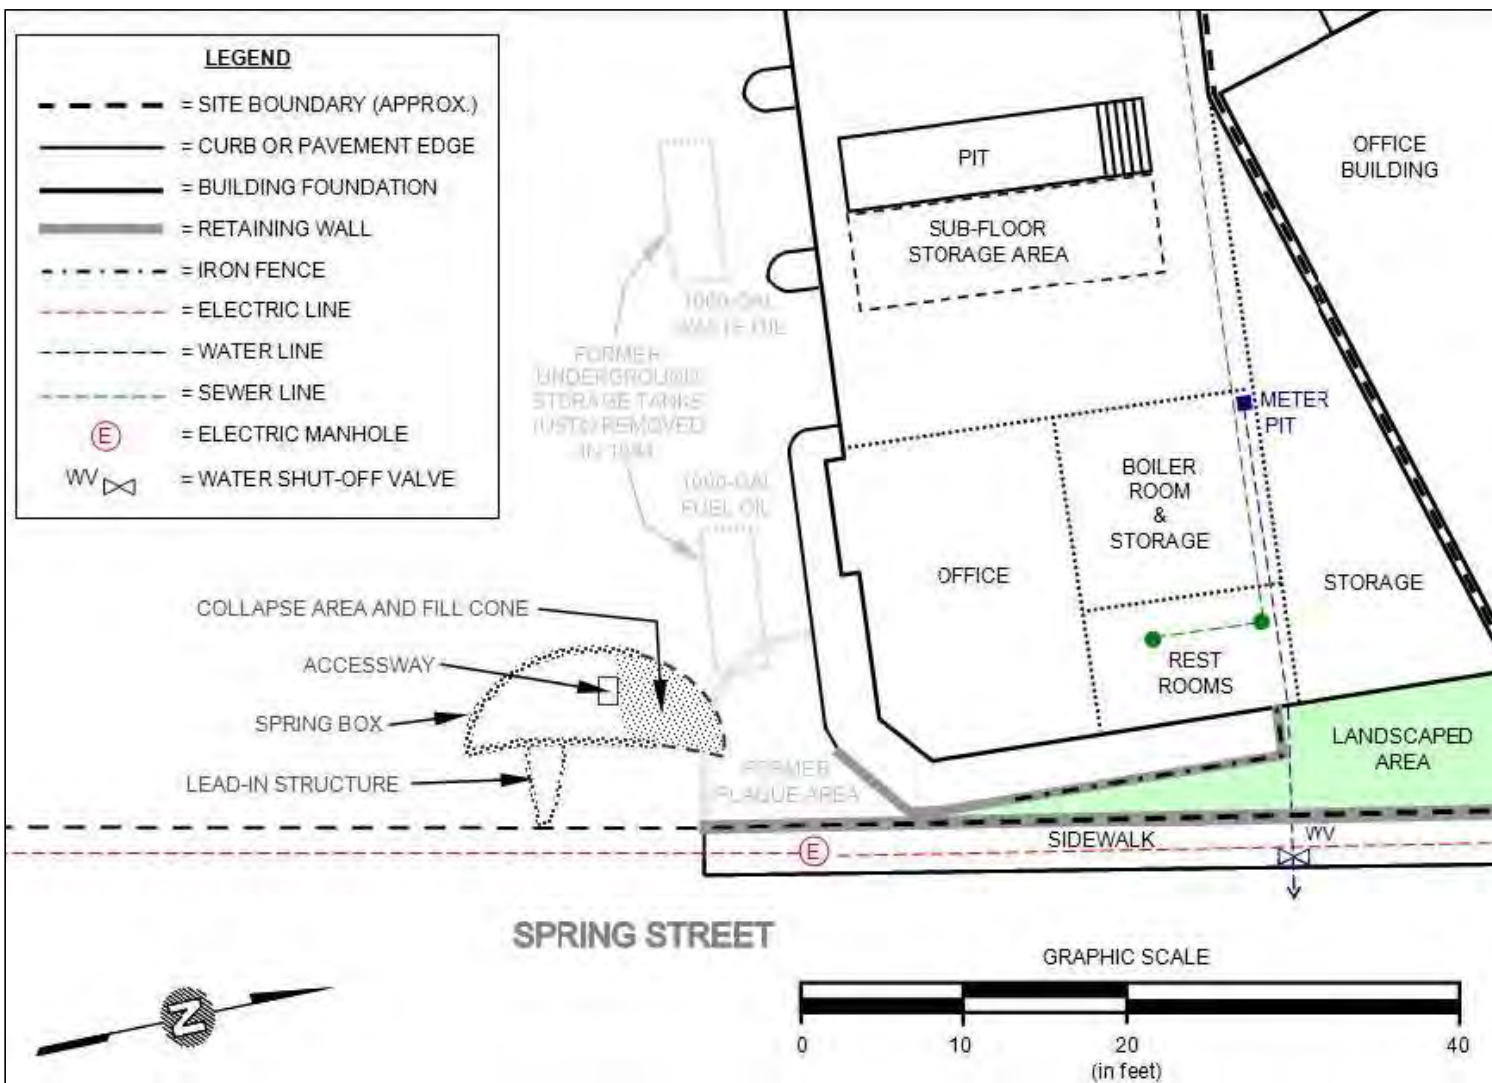 LEGEND
= SITE BOUNDARY (APPROX.)
= CURB OR PAVEMENT EDGE
= BUILDING FOUNDATION
= RETAINING WALL
= IRON FENCE
= ELECTRIC LINE
= WATER LINE
= SEWER LINE
E = ELECTRIC MANHOLE
WV = WATER SHUT-OFF VALVE
PIT
SUB-FLOOR
STORAGE AREA
OFFICE
BUILDING
1000-GAL
WASTE OIL
FORMER
UNDERGROUND
STORAGE TANKS
(USTs) REMOVED
IN
1000-GAL
FUEL OIL
METER
PIT
BOILER
ROOM
&
STORAGE
OFFICE
STORAGE
REST
ROOMS
COLLAPSE AREA AND FILL CONE
ACCESSWAY
SPRING BOX
LEAD-IN STRUCTURE
FORMER
PLAQUE AREA
LANDSCAPED
AREA
SIDEWALK
WV
E
SPRING STREET
N
GRAPHIC SCALE
0 10 20 40
(in feet)